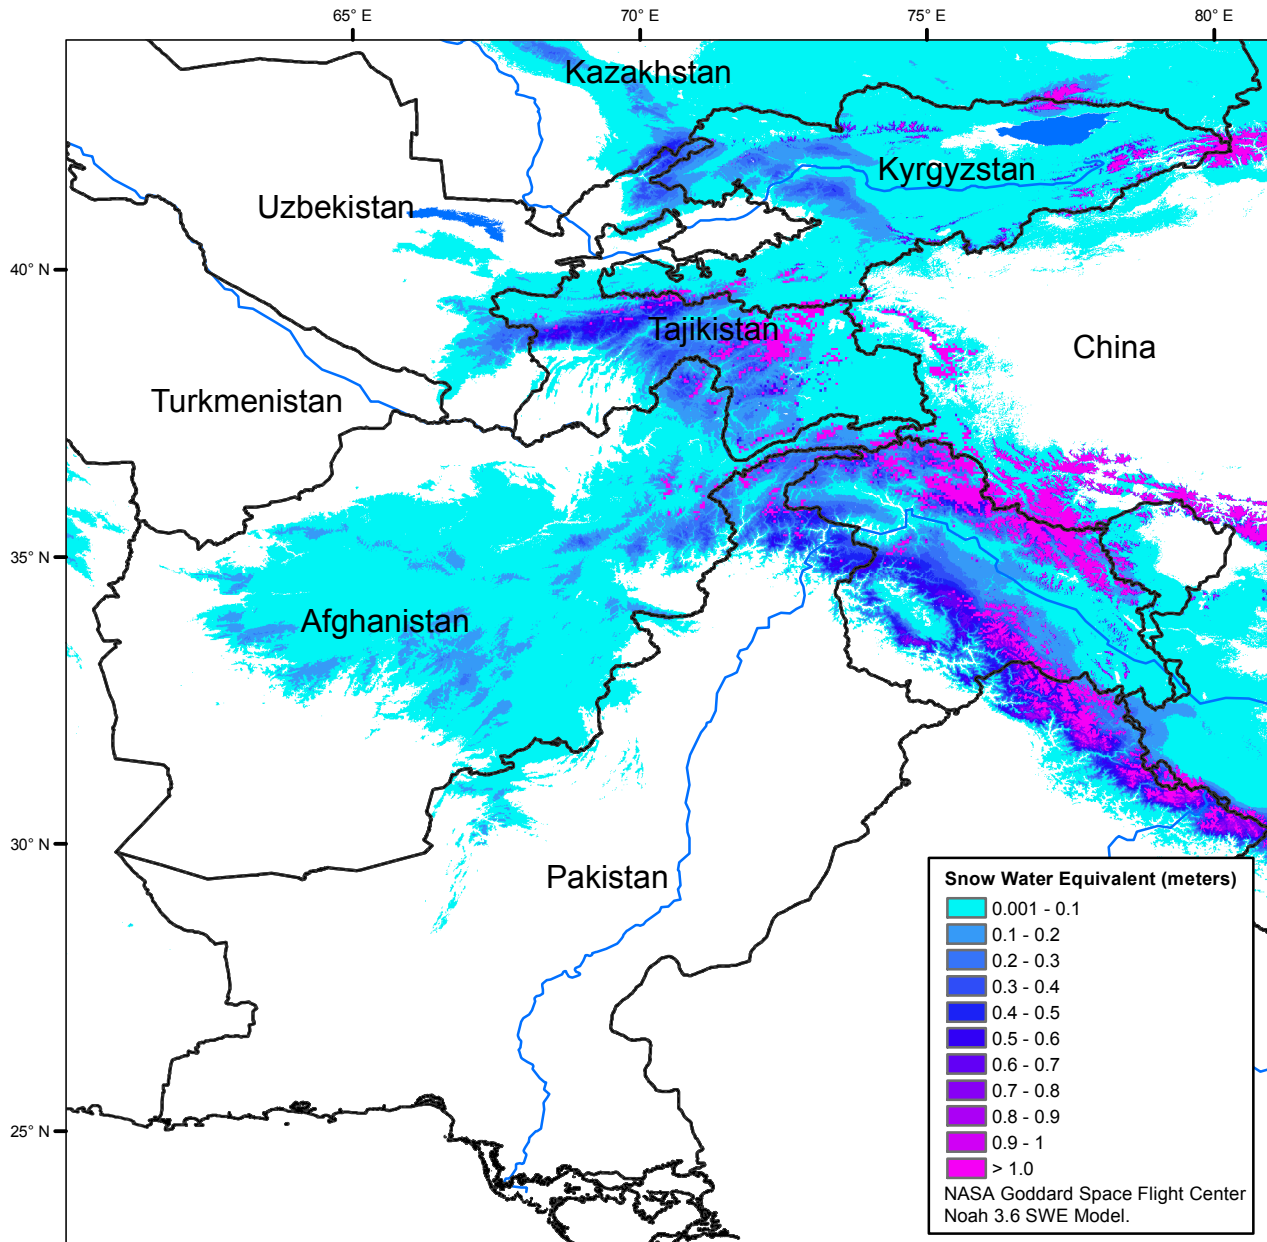 65° E
70° E
75° E
80° E
Kazakhstan
Kyrgyzstan
Uzbekistan
40° N
Tajikistan
China
Turkmenistan
35° N
Afghanistan
30° N
Pakistan
25° N
Snow Water Equivalent (meters)
0.001 - 0.1
0.1 - 0.2
0.2 - 0.3
0.3 - 0.4
0.4 - 0.5
0.5 - 0.6
0.6 - 0.7
0.7 - 0.8
0.8 - 0.9
0.9 - 1
> 1.0
NASA Goddard Space Flight Center
Noah 3.6 SWE Model.